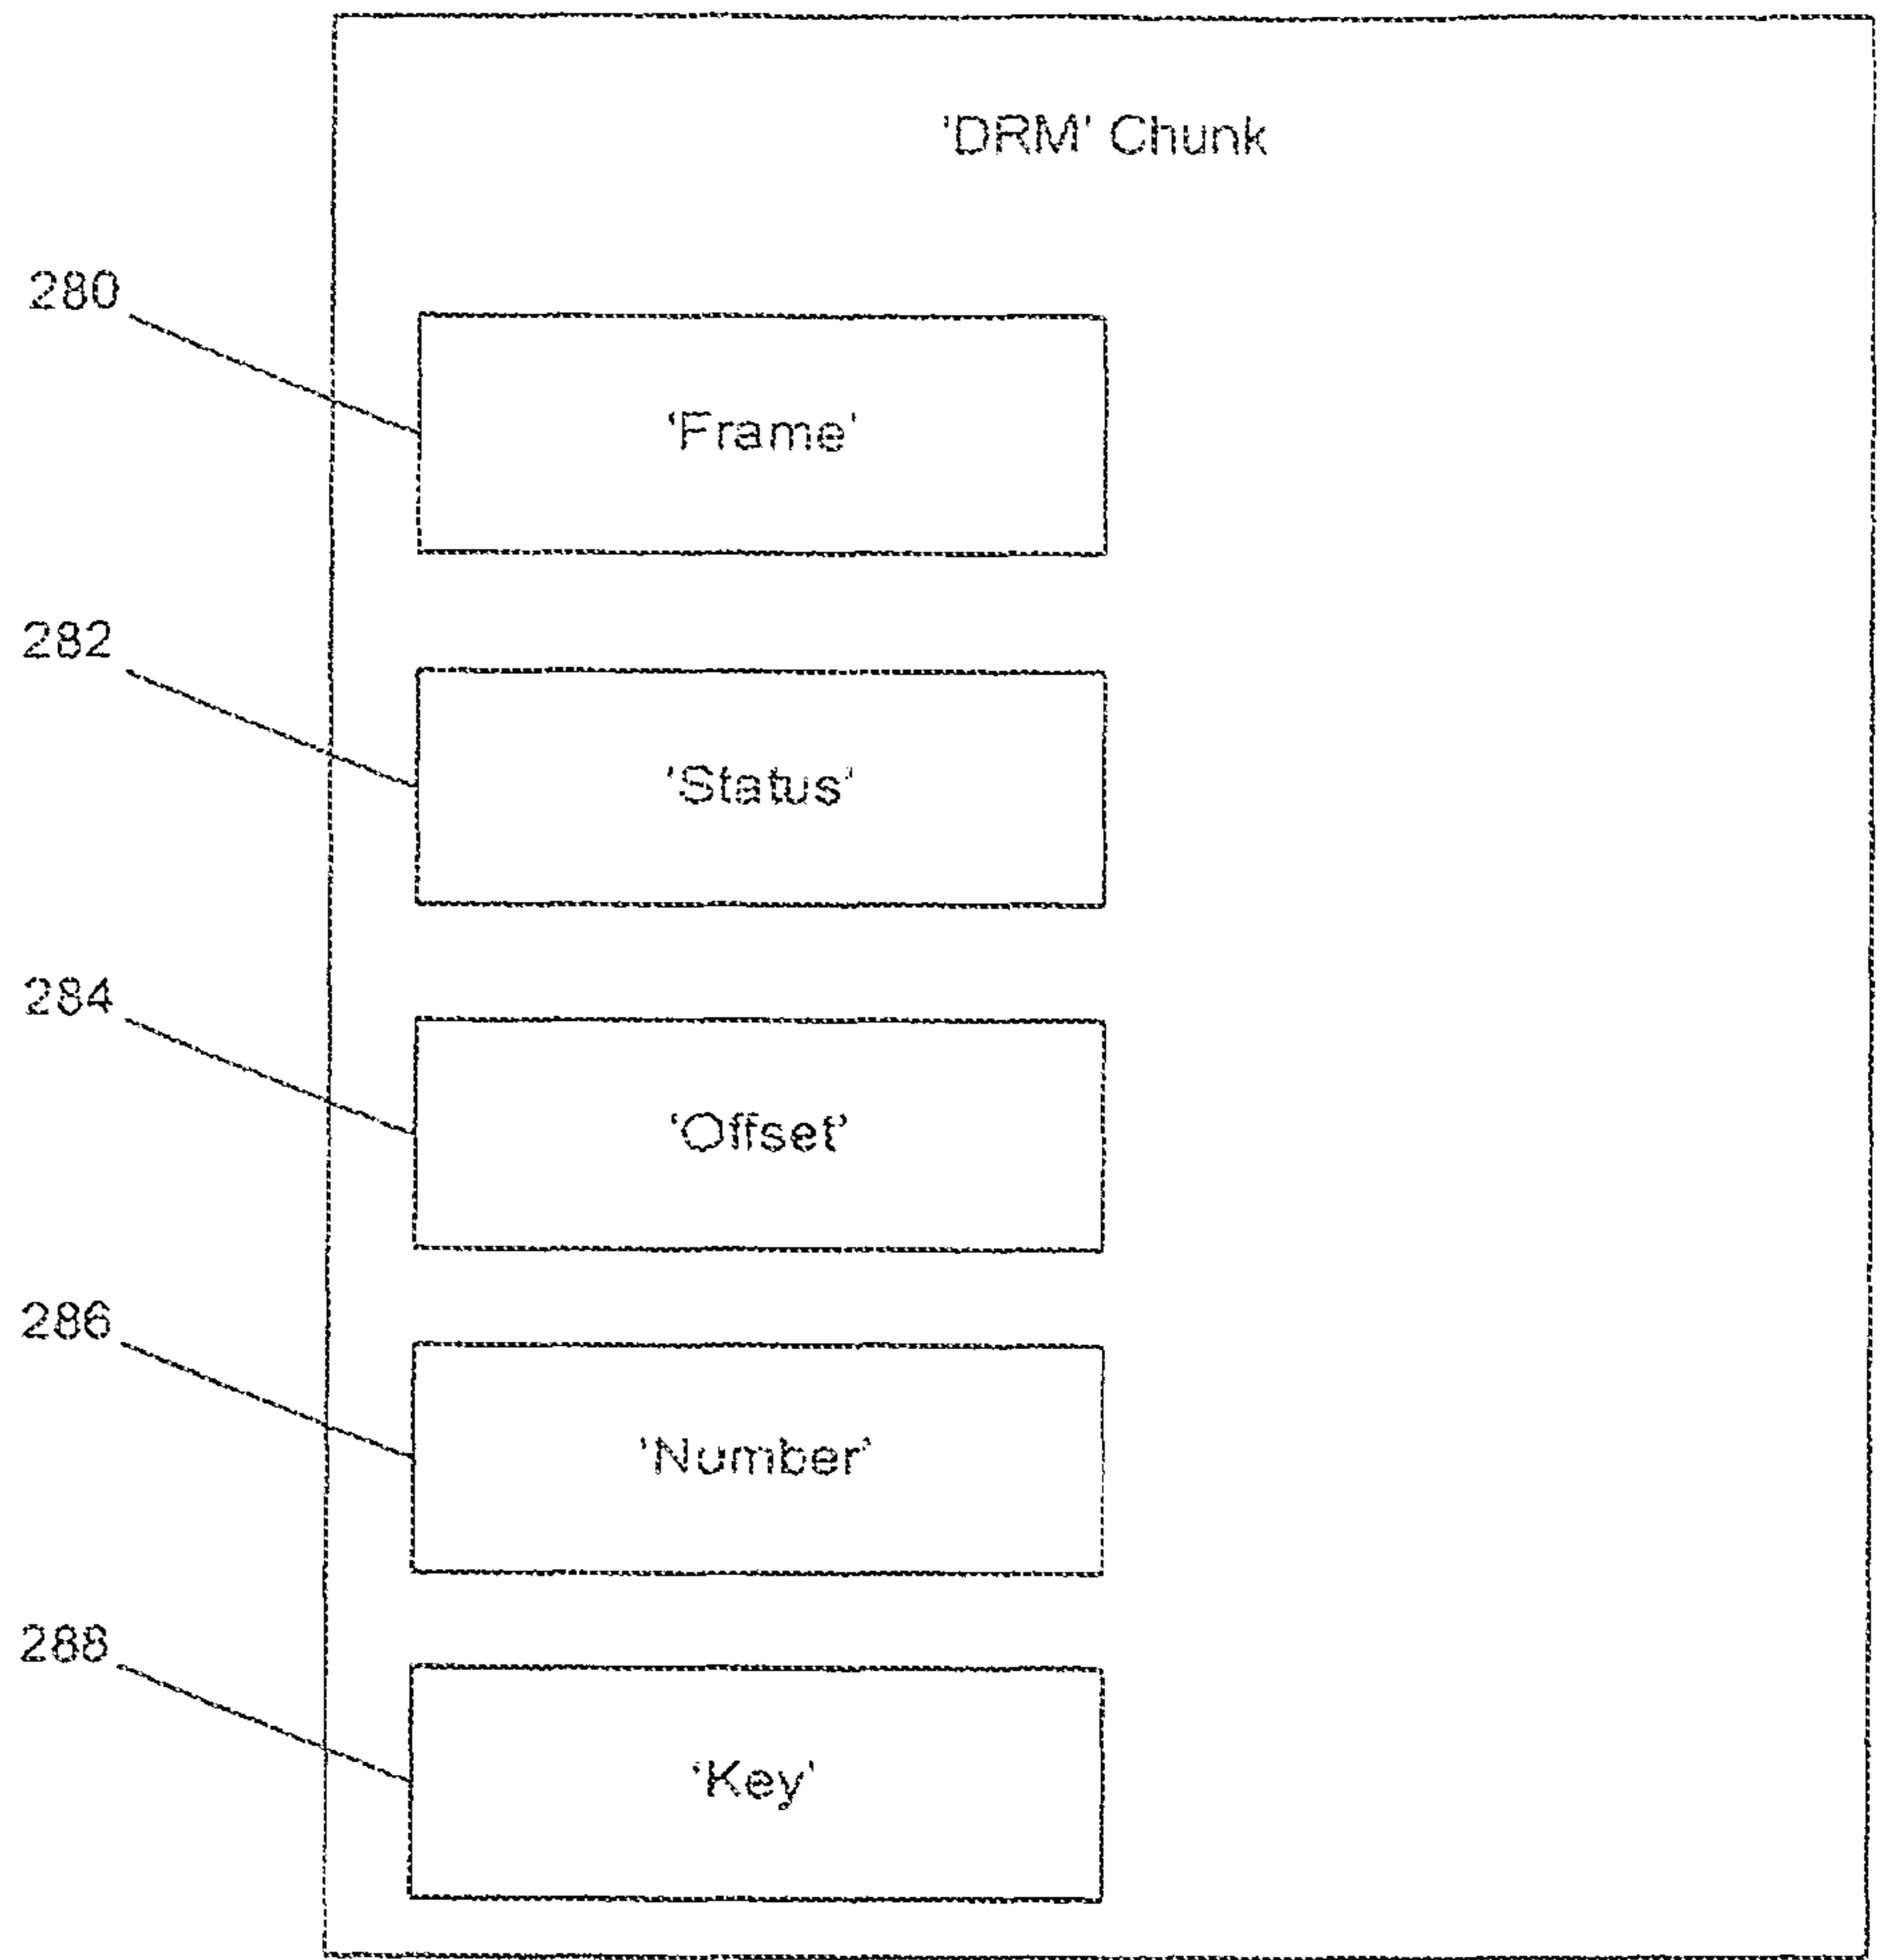 'DRM' Chunk
280
'Frame'
282
'Status'
284
'Offset'
286
'Number'
288
'Key'